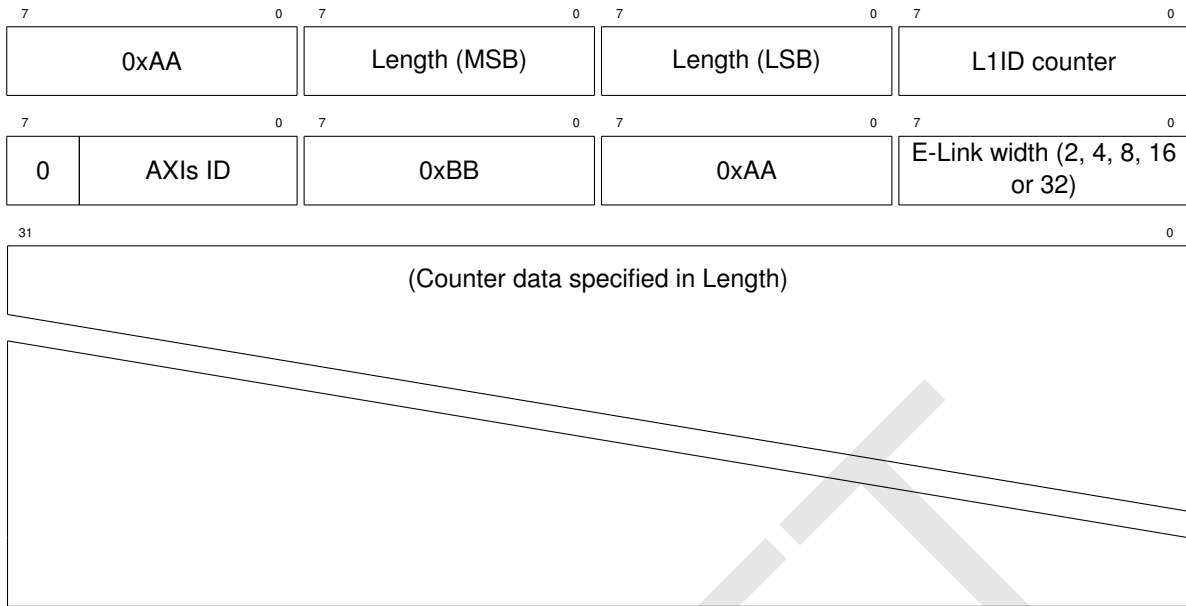 7 0 7 0 7 0 7 0
0xAA Length (MSB) Length (LSB) L1ID counter
7 0 7 0 7 0 7 0
0 AXIs ID 0xBB 0xAA E-Link width (2, 4, 8, 16
or 32)
31 0
(Counter data specified in Length)